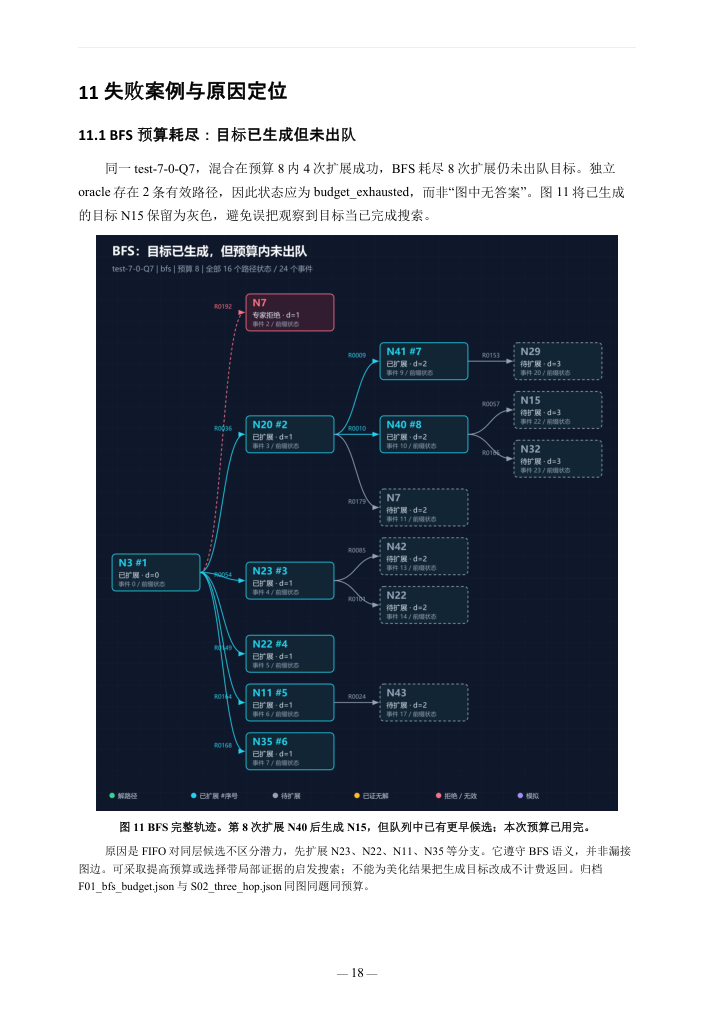 11 失败案例与原因定位
11.1 BFS 预算耗尽：目标已生成但未出队
同一 test-7-0-Q7，混合在预算 8 内 4 次扩展成功，BFS 耗尽 8 次扩展仍未出队目标。独立
oracle 存在 2 条有效路径，因此状态应为 budget_exhausted，而非“图中无答案”。图 11 将已生成
的目标 N15 保留为灰色，避免误把观察到目标当已完成搜索。
BFS：目标已生成，但预算内未出队
test-7-0-Q7 | bfs | 预算 8 | 全部 16 个路径状态 / 24 个事件
R0192
N7
专家拒绝 · d=1
事件 2 / 前缀状态
R0009
N41 #7
已扩展 · d=2
事件 9 / 前缀状态
R0153
N29
待扩展 · d=3
事件 20 / 前缀状态
R0036
N20 #2
已扩展 · d=1
事件 3 / 前缀状态
R0010
N40 #8
已扩展 · d=2
事件 10 / 前缀状态
R0057
N15
待扩展 · d=3
事件 22 / 前缀状态
N32
待扩展 · d=3
事件 23 / 前缀状态
R0179
N7
待扩展 · d=2
事件 11 / 前缀状态
N3 #1
已扩展 · d=0
事件 0 / 前缀状态
R0054
N23 #3
已扩展 · d=1
事件 4 / 前缀状态
R0085
N42
待扩展 · d=2
事件 13 / 前缀状态
N22
待扩展 · d=2
事件 14 / 前缀状态
N22 #4
已扩展 · d=1
事件 5 / 前缀状态
R0164
N11 #5
已扩展 · d=1
事件 6 / 前缀状态
R0024
N43
待扩展 · d=2
事件 17 / 前缀状态
R0168
N35 #6
已扩展 · d=1
事件 7 / 前缀状态
解路径
已扩展 #序号
待扩展
已证无解
拒绝 / 无效
模拟
图 11 BFS 完整轨迹。第 8 次扩展 N40 后生成 N15，但队列中已有更早候选；本次预算已用完。
原因是 FIFO 对同层候选不区分潜力，先扩展 N23、N22、N11、N35 等分支。它遵守 BFS 语义，并非漏接
图边。可采取提高预算或选择带局部证据的启发搜索；不能为美化结果把生成目标改成不计费返回。归档
F01_bfs_budget.json 与 S02_three_hop.json 同图同题同预算。
— 18 —